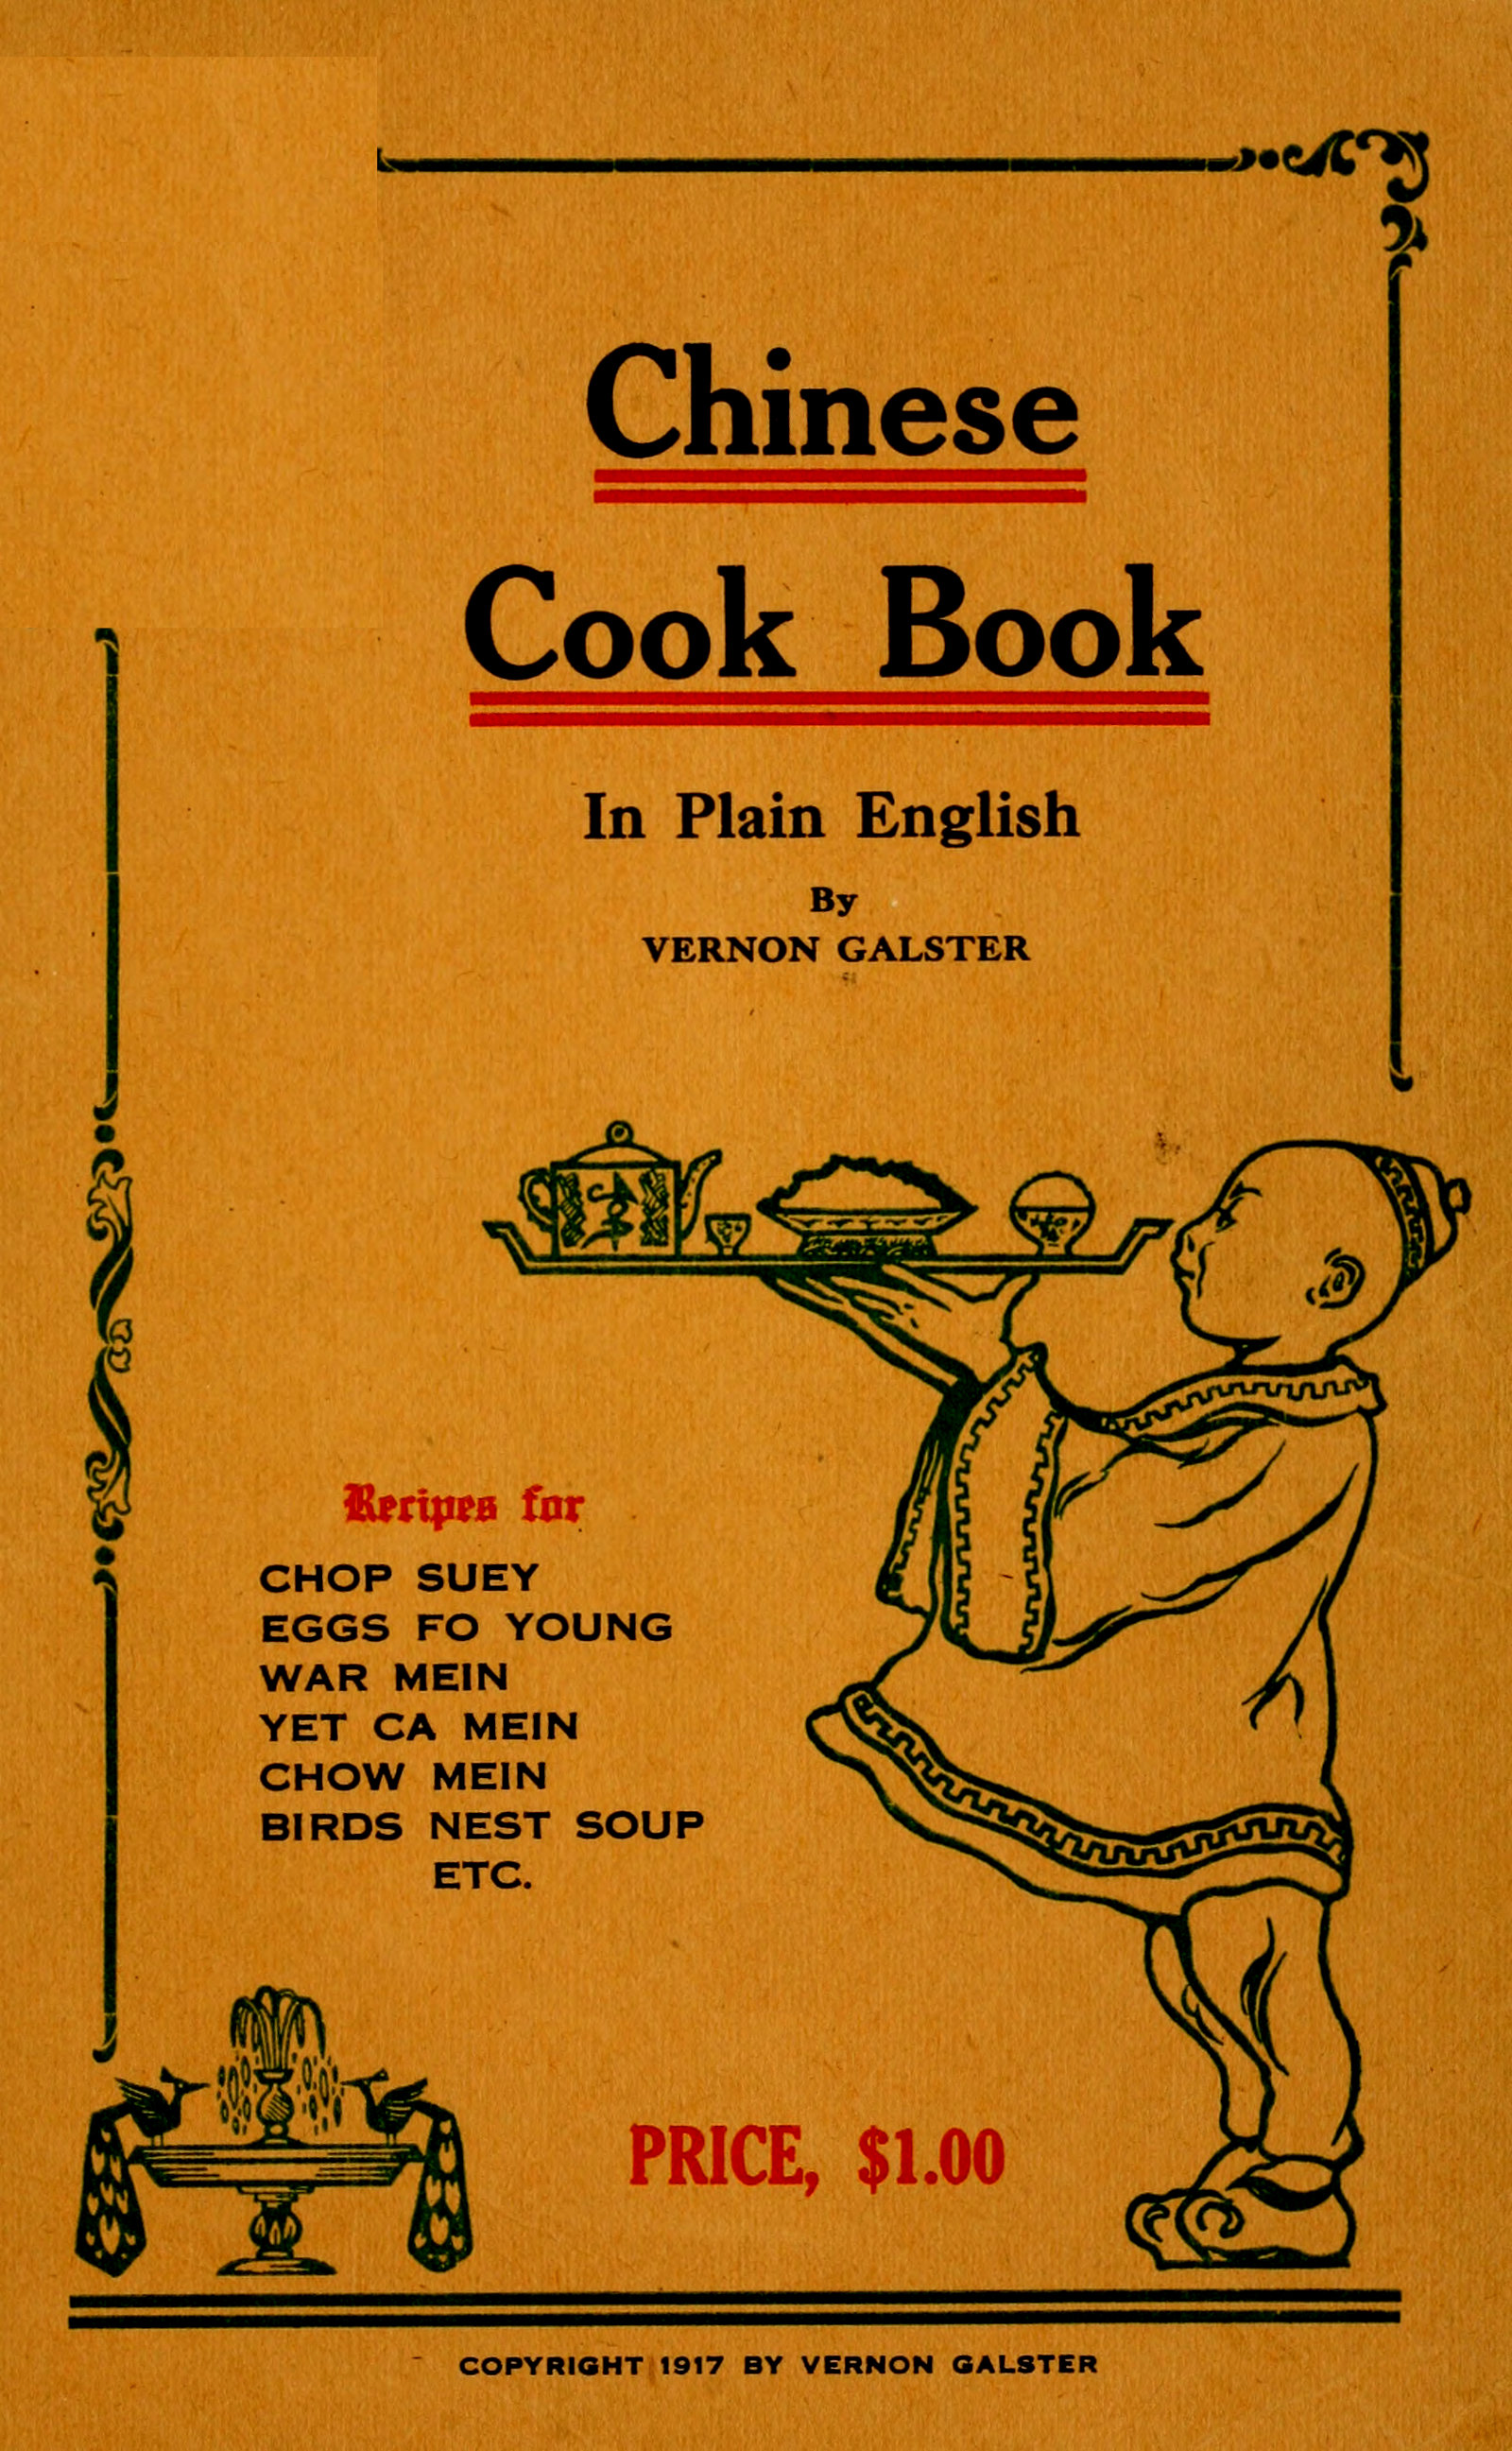 Chinese
Cook Book
In Plain English
By
VERNON GALSTER
Recipes for
CHOP SUEY
EGGS FO YOUNG
WAR MEIN
YET CA MEIN
CHOW MEIN
BIRDS NEST SOUP
ETC.
PRICE, $1.00
COPYRIGHT 1917 BY VERNON GALSTER